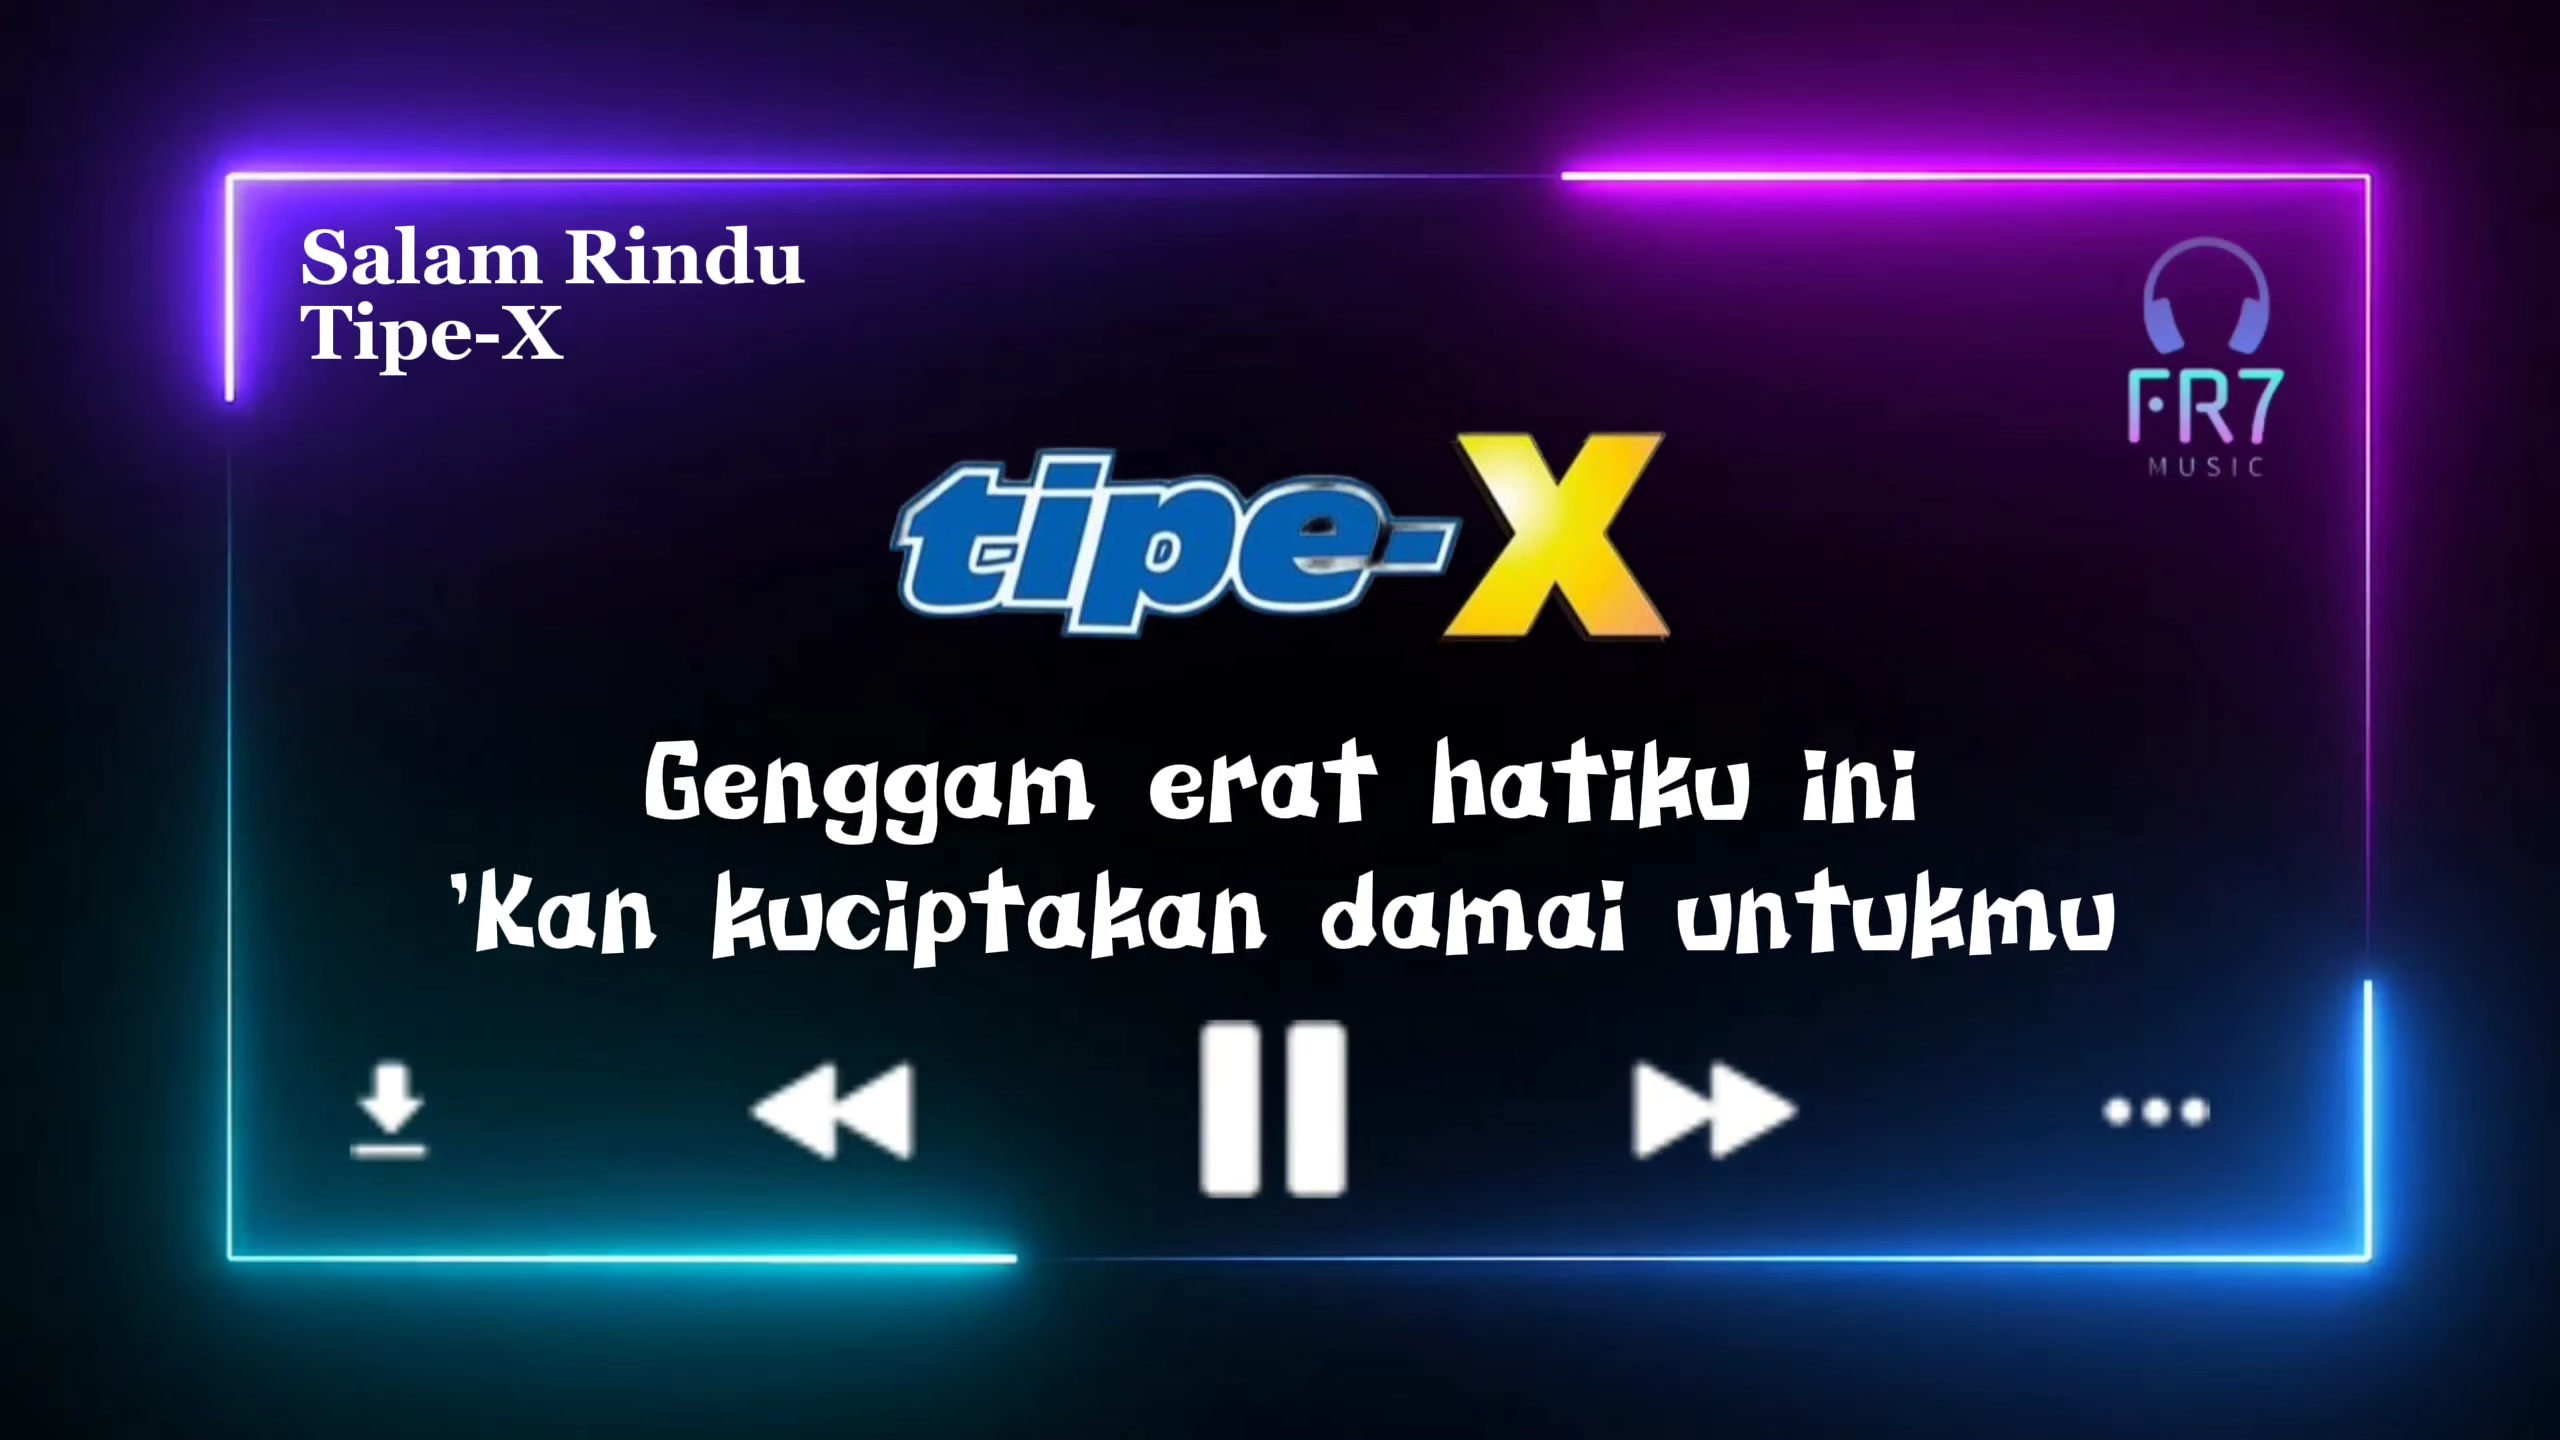 Salam Rindu
Tipe-X
FR7
MUSIC
tipe-X
Genggam erat hatiku ini
'Kan kuciptakan damai untukmu